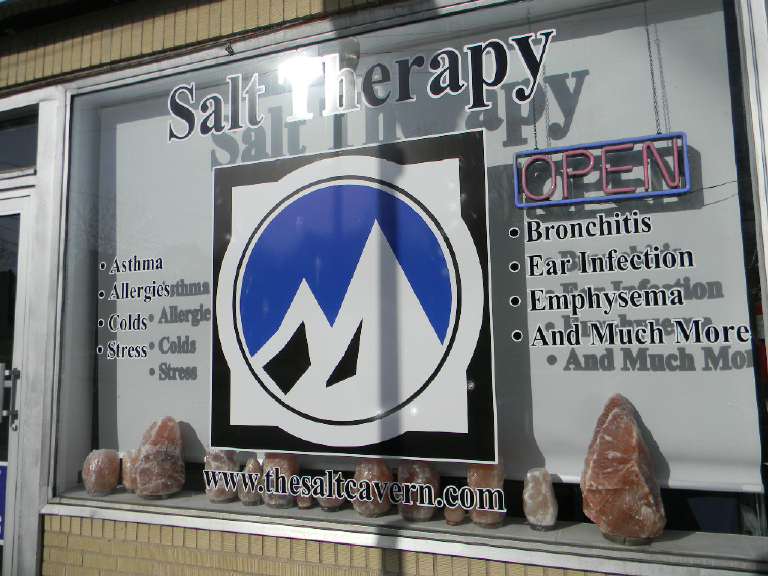 Salt Therapy
OPEN
• Asthma
• Allergies
• Colds
• Stress
• Bronchitis
• Ear Infection
• Emphysema
• And Much More
www.thesaltcavern.com